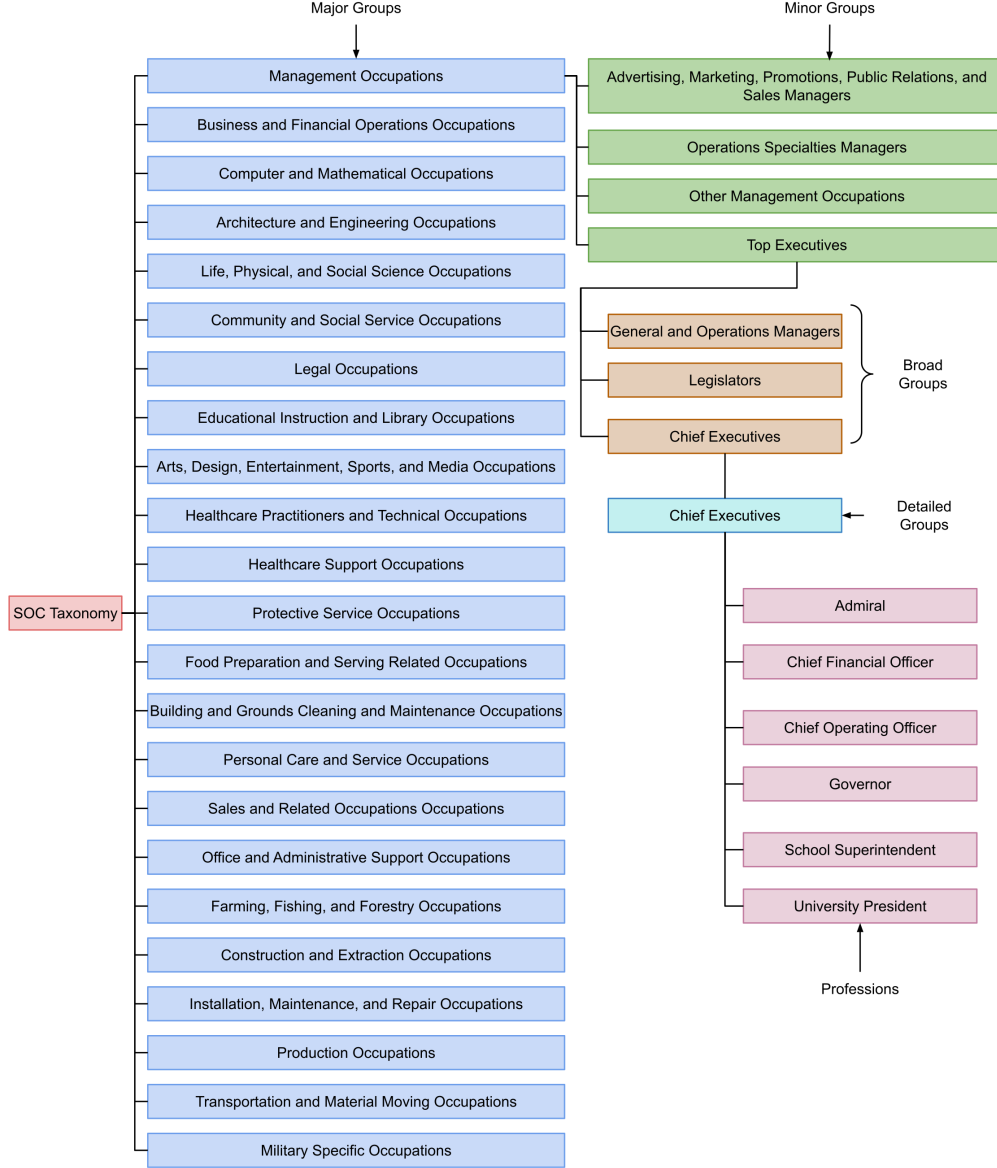 Major Groups
Minor Groups
Management Occupations
Business and Financial Operations Occupations
Computer and Mathematical Occupations
Architecture and Engineering Occupations
Life, Physical, and Social Science Occupations
Community and Social Service Occupations
Legal Occupations
Educational Instruction and Library Occupations
Arts, Design, Entertainment, Sports, and Media Occupations
Healthcare Practitioners and Technical Occupations
Healthcare Support Occupations
SOC Taxonomy
Protective Service Occupations
Food Preparation and Serving Related Occupations
Building and Grounds Cleaning and Maintenance Occupations
Personal Care and Service Occupations
Sales and Related Occupations Occupations
Office and Administrative Support Occupations
Farming, Fishing, and Forestry Occupations
Construction and Extraction Occupations
Installation, Maintenance, and Repair Occupations
Production Occupations
Transportation and Material Moving Occupations
Military Specific Occupations
Advertising, Marketing, Promotions, Public Relations, and
Sales Managers
Operations Specialties Managers
Other Management Occupations
Top Executives
General and Operations Managers
Legislators
Chief Executives
Broad
Groups
Chief Executives
Detailed
Groups
Admiral
Chief Financial Officer
Chief Operating Officer
Governor
School Superintendent
University President
Professions